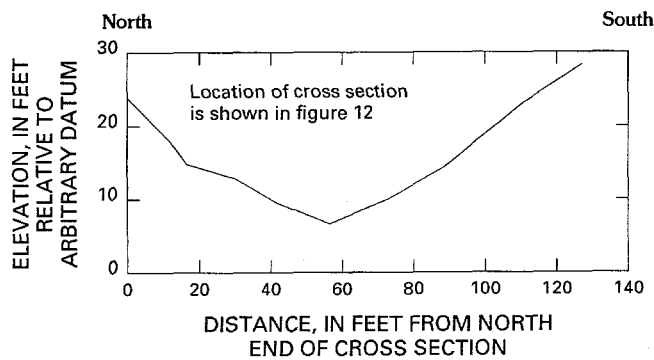 North South
ELEVATION, IN FEET
RELATIVE TO
ARBITRARY DATUM
30
20
10
0
Location of cross section
is shown in figure 12
0 20 40 60 80 100 120 140
DISTANCE, IN FEET FROM NORTH
END OF CROSS SECTION